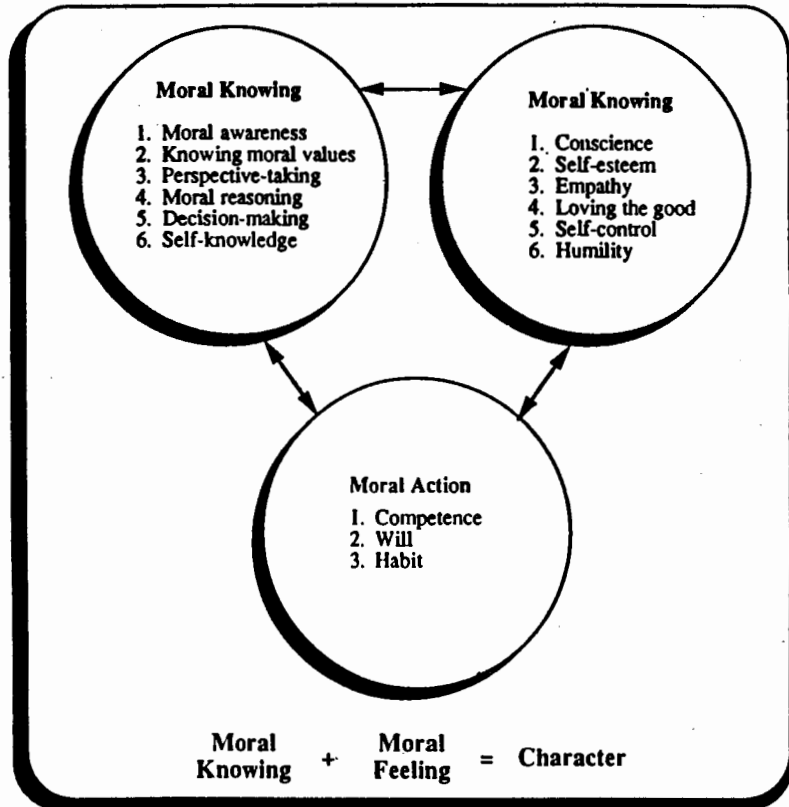 Moral Knowing
1. Moral awareness
2. Knowing moral values
3. Perspective-taking
4. Moral reasoning
5. Decision-making
6. Self-knowledge
Moral Knowing
1. Conscience
2. Self-esteem
3. Empathy
4. Loving the good
5. Self-control
6. Humility
Moral Action
1. Competence
2. Will
3. Habit
Moral Knowing + Moral Feeling = Character